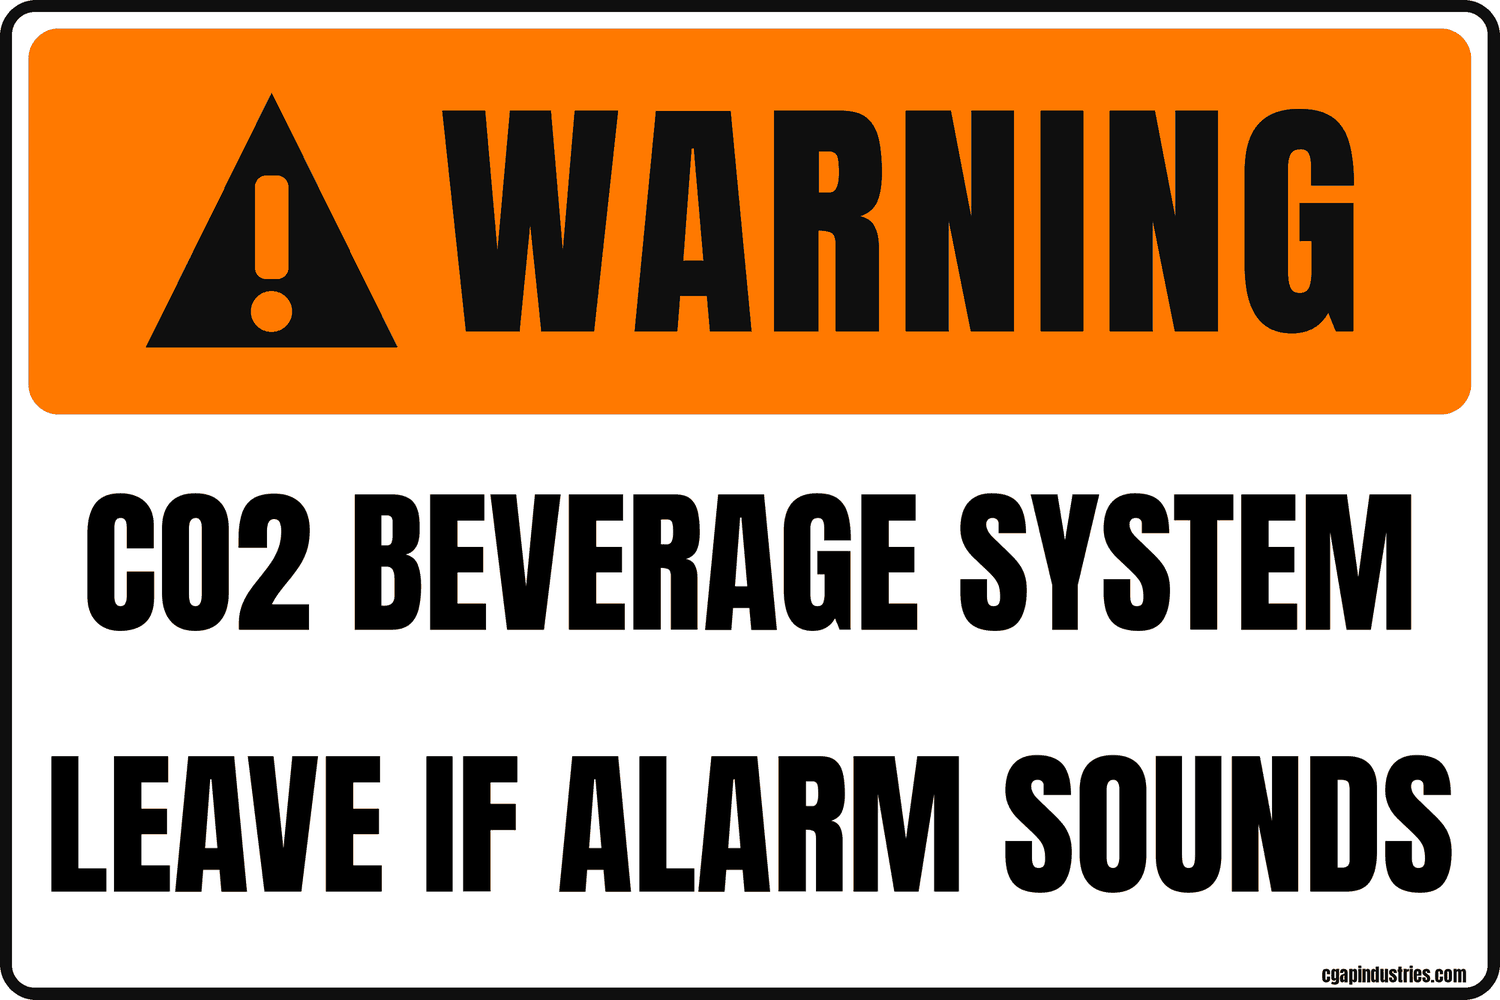 WARNING
CO2 BEVERAGE SYSTEM
LEAVE IF ALARM SOUNDS
cgapindustries.com